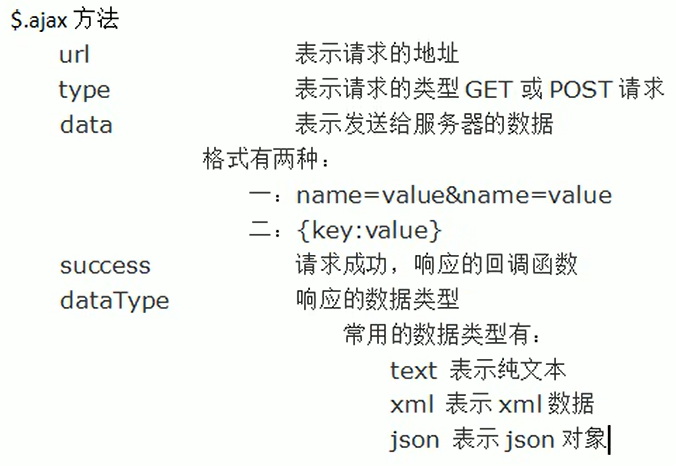 $.ajax 方法
url 表示请求的地址
type 表示请求的类型 GET 或 POST 请求
data 表示发送给服务器的数据
格式有两种：
一：name=value&name=value
二：{key:value}
success 请求成功，响应的回调函数
dataType 响应的数据类型
常用的数据类型有：
text 表示纯文本
xml 表示 xml 数据
json 表示 json 对象